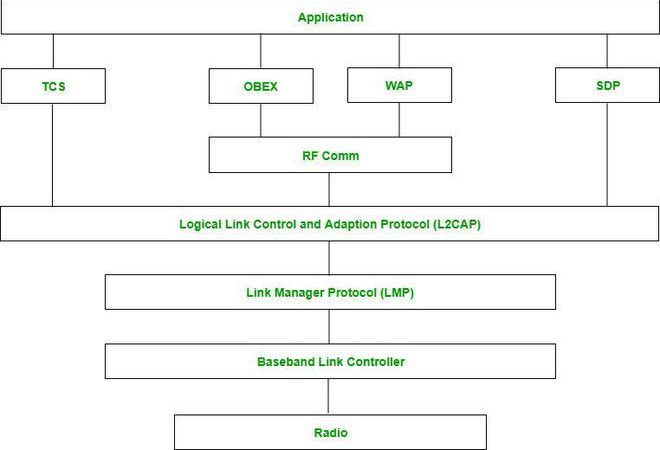 Application
TCS
OBEX
WAP
SDP
RF Comm
Logical Link Control and Adaption Protocol (L2CAP)
Link Manager Protocol (LMP)
Baseband Link Controller
Radio